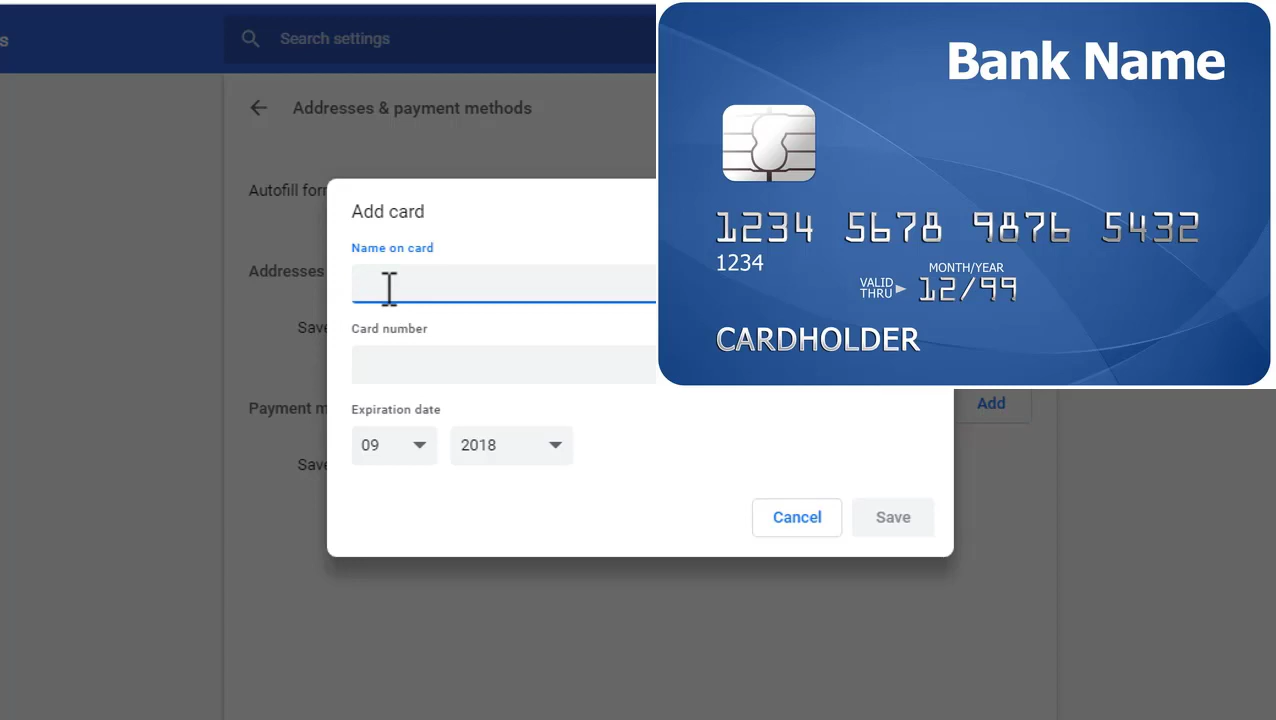 s
Search settings
Addresses & payment methods
Autofill for
Addresses
Save
Payment m
Save
Add
Add card
Name on card
Card number
Expiration date
09
2018
Cancel
Save
Bank Name
1234 5678 9876 5432
1234
MONTH/YEAR
VALID
THRU
12/99
CARDHOLDER